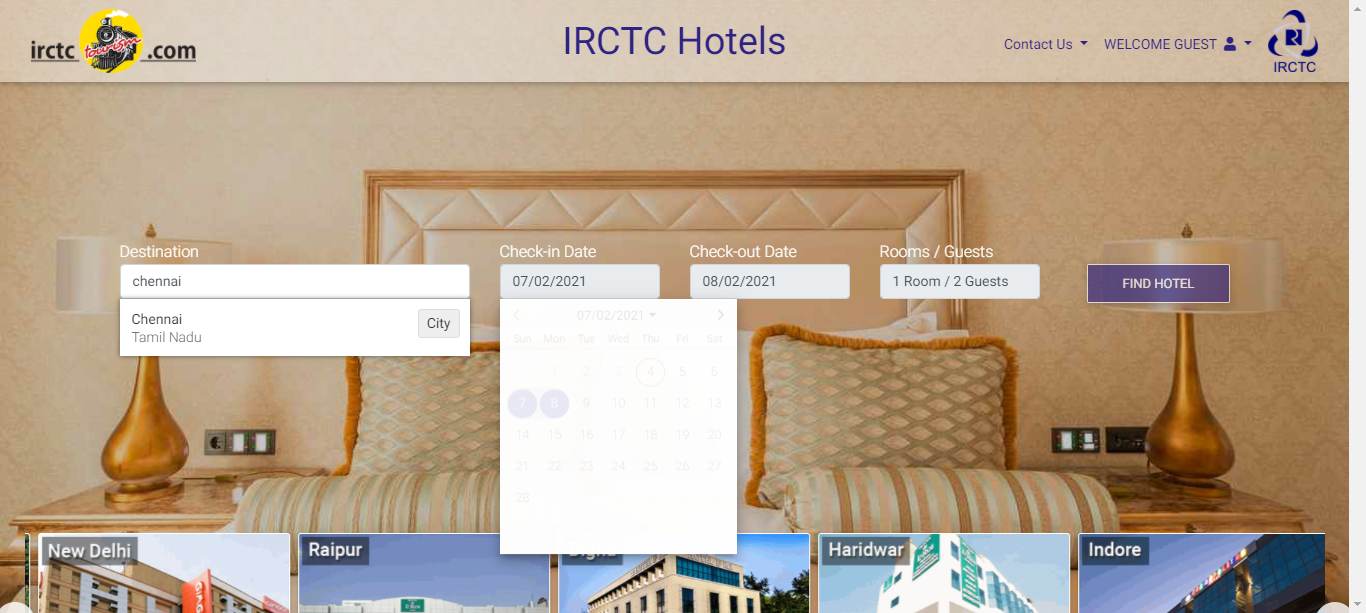 irctc tourism .com
IRCTC Hotels
Contact Us
WELCOME GUEST
IRCTC
Destination
Check-in Date
Check-out Date
Rooms / Guests
chennai
07/02/2021
08/02/2021
1 Room / 2 Guests
FIND HOTEL
Chennai
Tamil Nadu
City
07/02/2021
Sun Mon Tue Wed Thu Fri Sat
1 2 3 4 5 6
7 8 9 10 11 12 13
14 15 16 17 18 19 20
21 22 23 24 25 26 27
28
New Delhi
Raipur
Haridwar
Indore